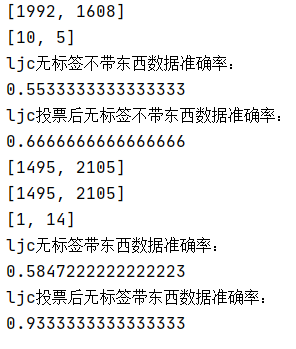 [1992, 1608]
[10, 5]
ljc无标签不带东西数据准确率：
0.5533333333333333
ljc投票后无标签不带东西数据准确率：
0.6666666666666666
[1495, 2105]
[1495, 2105]
[1, 14]
ljc无标签带东西数据准确率：
0.5847222222222223
ljc投票后无标签带东西数据准确率：
0.9333333333333333